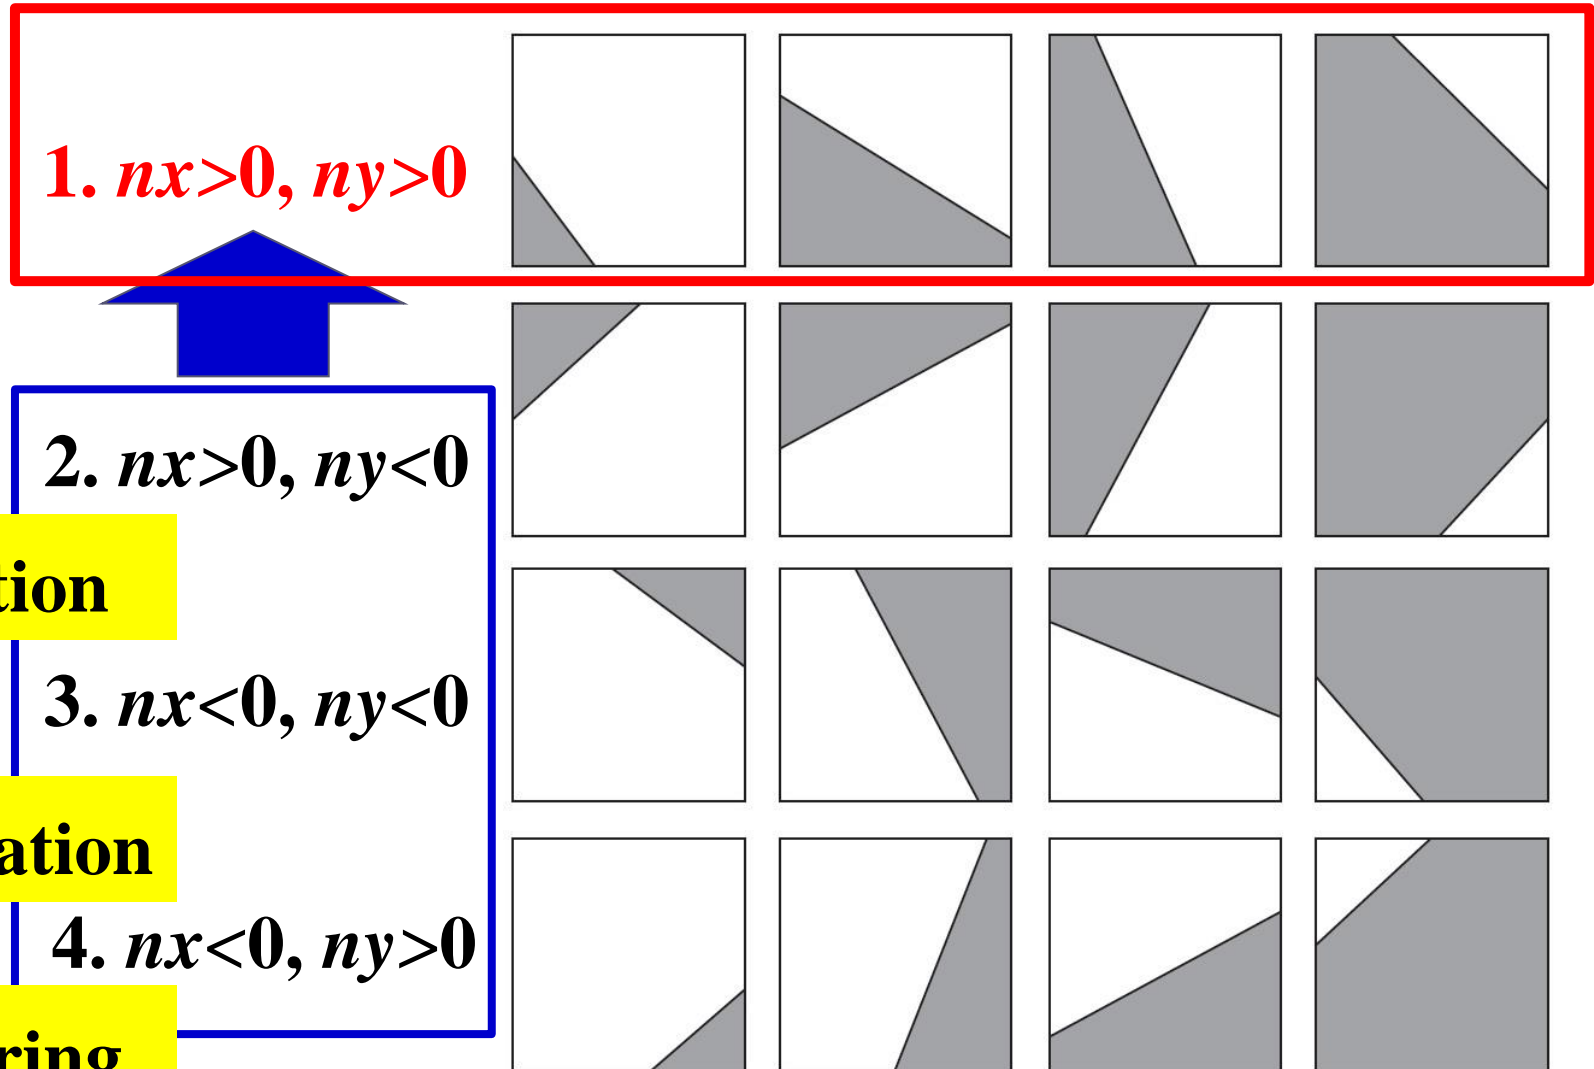 1. nx>0, ny>0
2. nx>0, ny<0
tion
3. nx<0, ny<0
ation
4. nx<0, ny>0
ring